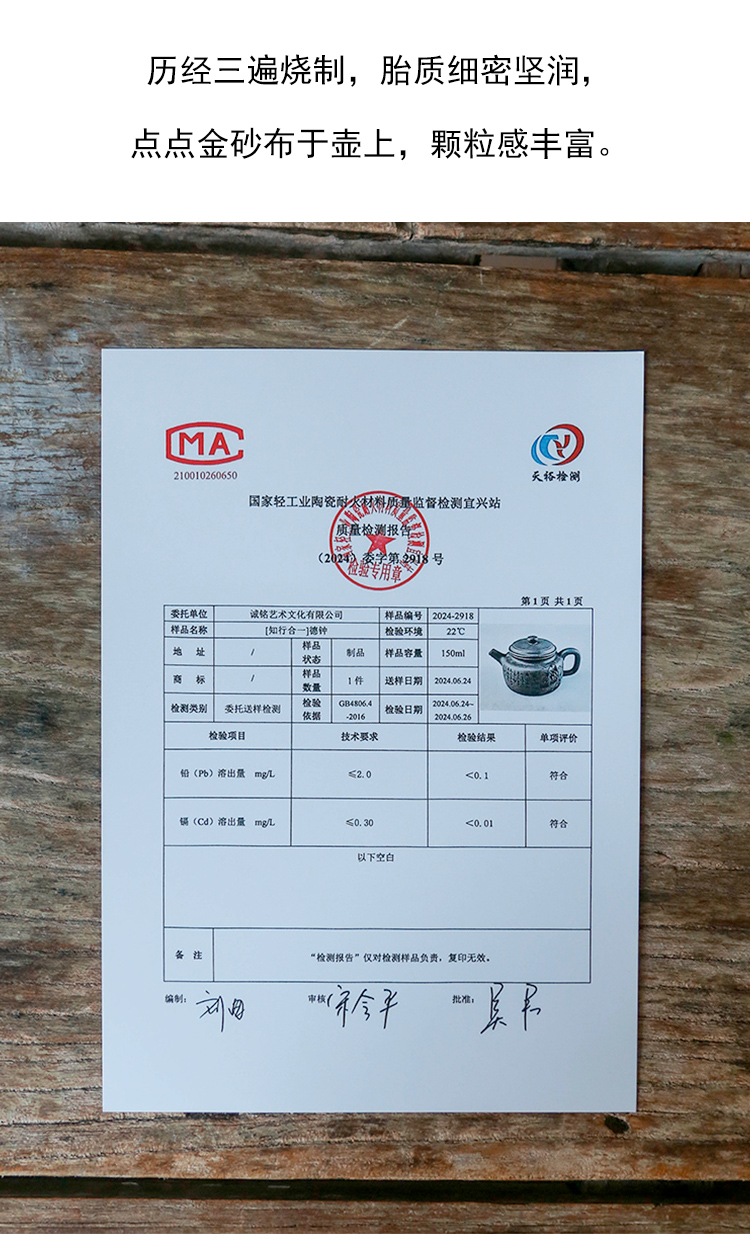 历经三遍烧制，胎质细密坚润，
点点金砂布于壶上，颗粒感丰富。
MA
210010260650
天裕检测
国家轻工业陶瓷耐火材料质量监督检测宜兴站
质量检测报告
（2024）委字第 2918 号
检验专用章
第 1 页 共 1 页
委托单位 诚铭艺术文化有限公司 样品编号 2024-2918
样品名称 [知行合一]德钟 检验环境 22℃
地 址 / 样品状态 制品 样品容量 150ml
商 标 / 样品数量 1 件 送样日期 2024.06.24
检测类别 委托送样检测 检验依据 GB4806.4-2016 检验日期 2024.06.24~2024.06.26
检验项目 技术要求 检验结果 单项评价
铅（Pb）溶出量 mg/L ≤2.0 <0.1 符合
镉（Cd）溶出量 mg/L ≤0.30 <0.01 符合
以下空白
备 注 “检测报告”仅对检测样品负责，复印无效。
编制： 审核： 批准：